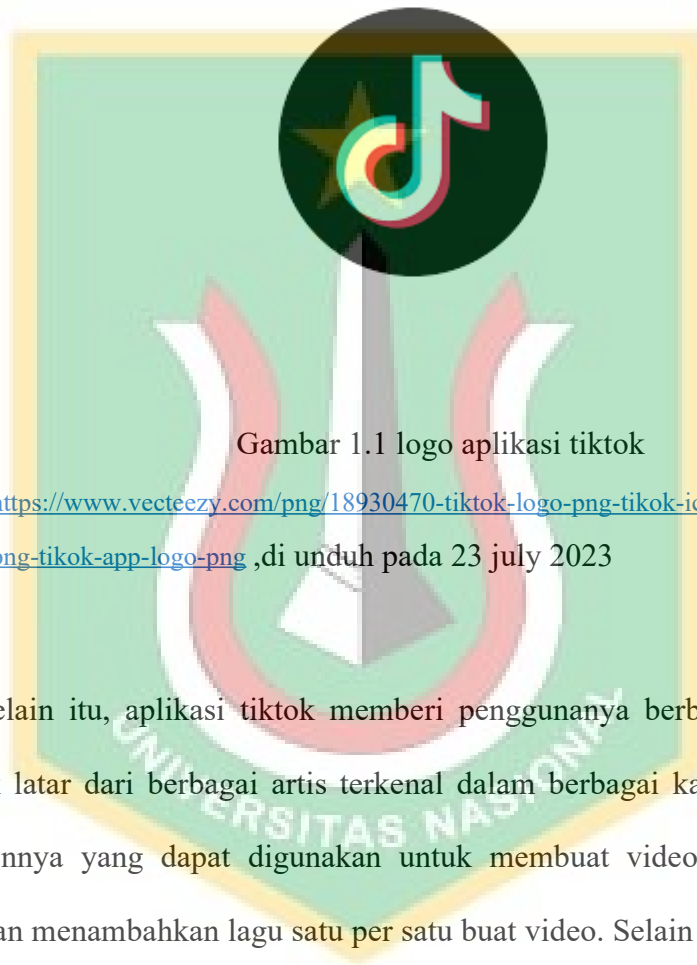 Gambar 1.1 logo aplikasi tiktok
https://www.vecteezy.com/png/18930470-tiktok-logo-png-tikok-ic
png-tikok-app-logo-png ,di unduh pada 23 july 2023
elain itu, aplikasi tiktok memberi penggunanya berb
latar dari berbagai artis terkenal dalam berbagai ka
nnya yang dapat digunakan untuk membuat video
an menambahkan lagu satu per satu buat video. Selain
UNIVERSITAS NASIONAL